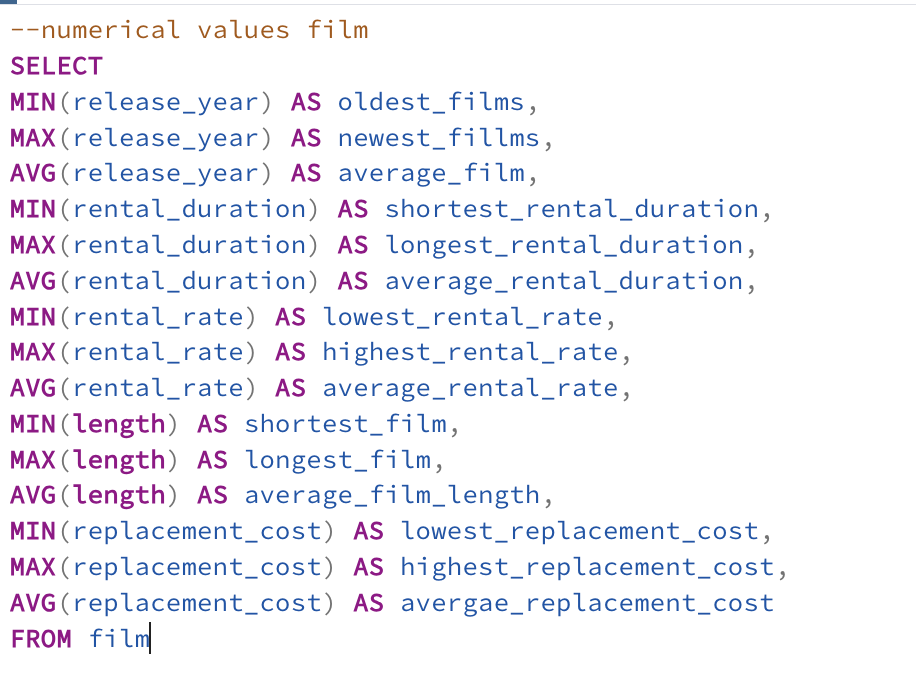 --numerical values film
SELECT
MIN(release_year) AS oldest_films,
MAX(release_year) AS newest_fillms,
AVG(release_year) AS average_film,
MIN(rental_duration) AS shortest_rental_duration,
MAX(rental_duration) AS longest_rental_duration,
AVG(rental_duration) AS average_rental_duration,
MIN(rental_rate) AS lowest_rental_rate,
MAX(rental_rate) AS highest_rental_rate,
AVG(rental_rate) AS average_rental_rate,
MIN(length) AS shortest_film,
MAX(length) AS longest_film,
AVG(length) AS average_film_length,
MIN(replacement_cost) AS lowest_replacement_cost,
MAX(replacement_cost) AS highest_replacement_cost,
AVG(replacement_cost) AS avergae_replacement_cost
FROM film